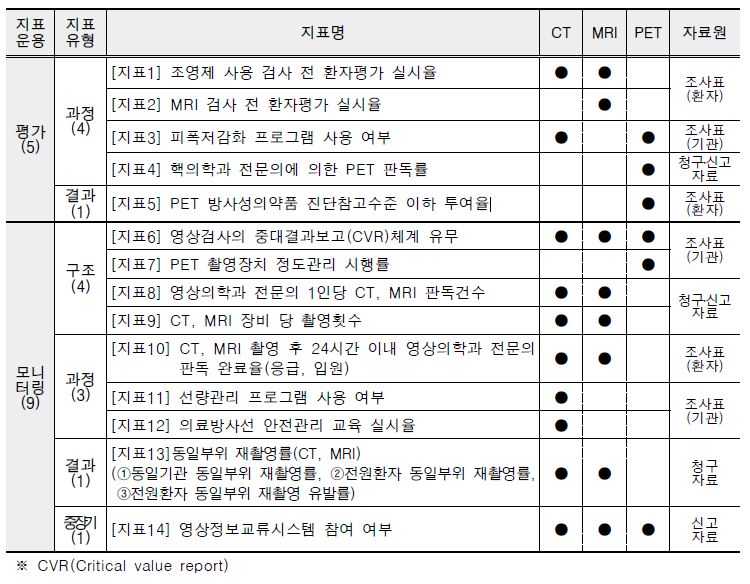 지표 운용 지표 유형 지표명 CT MRI PET 자료원
평가 (5) 과정 (4) [지표1] 조영제 사용 검사 전 환자평가 실시율 ● ● 조사표 (환자)
[지표2] MRI 검사 전 환자평가 실시율 ●
[지표3] 피폭저감화 프로그램 사용 여부 ● ● 조사표 (기관)
[지표4] 핵의학과 전문의에 의한 PET 판독률 ● 청구신고 자료
결과 (1) [지표5] PET 방사성의약품 진단참고수준 이하 투여율 ● 조사표 (환자)
모니터링 (9) 구조 (4) [지표6] 영상검사의 중대결과보고(CVR)체계 유무 ● ● ● 조사표 (기관)
[지표7] PET 촬영장치 정도관리 시행률 ●
[지표8] 영상의학과 전문의 1인당 CT, MRI 판독건수 ● ● 청구신고 자료
[지표9] CT, MRI 장비 당 촬영횟수 ● ●
과정 (3) [지표10] CT, MRI 촬영 후 24시간 이내 영상의학과 전문의
판독 완료율(응급, 입원) ● ● 조사표 (환자)
[지표11] 선량관리 프로그램 사용 여부 ● 조사표 (기관)
[지표12] 의료방사선 안전관리 교육 실시율 ●
결과 (1) [지표13]동일부위 재촬영률(CT, MRI)
(①동일기관 동일부위 재촬영률, ②전원환자 동일부위 재촬영률,
③전원환자 동일부위 재촬영 유발률) ● ● 청구 자료
중장기 (1) [지표14] 영상정보교류시스템 참여 여부 ● ● ● 신고 자료
※ CVR(Critical value report)